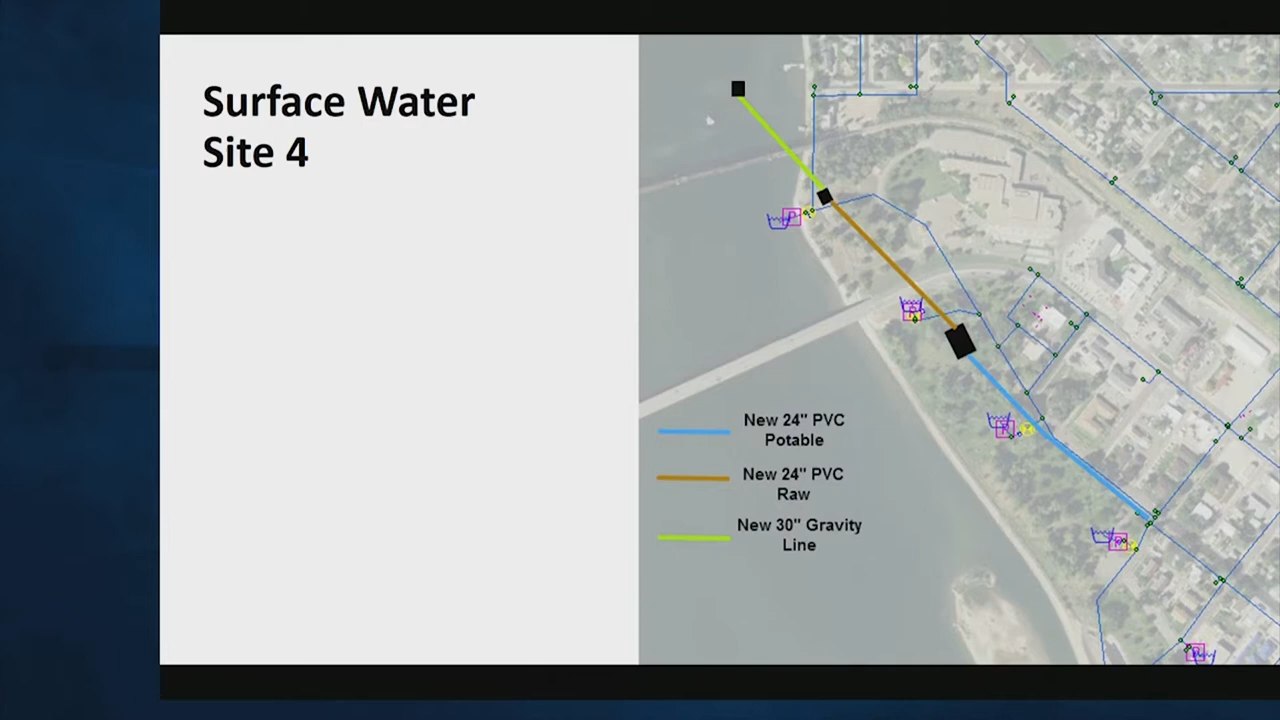 Surface Water
Site 4
New 24" PVC
Potable
New 24" PVC
Raw
New 30" Gravity
Line
P
P